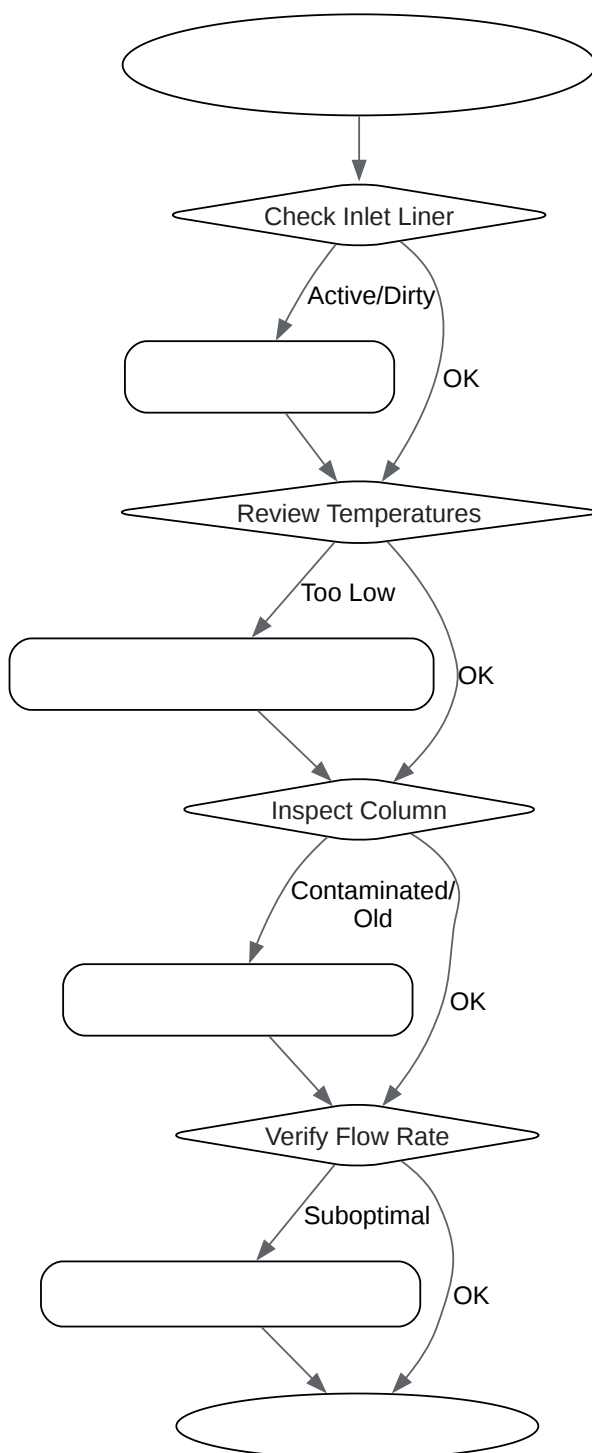 Check Inlet Liner
Active/Dirty
OK
Review Temperatures
Too Low
OK
Inspect Column
Contaminated/
Old
OK
Verify Flow Rate
Suboptimal
OK